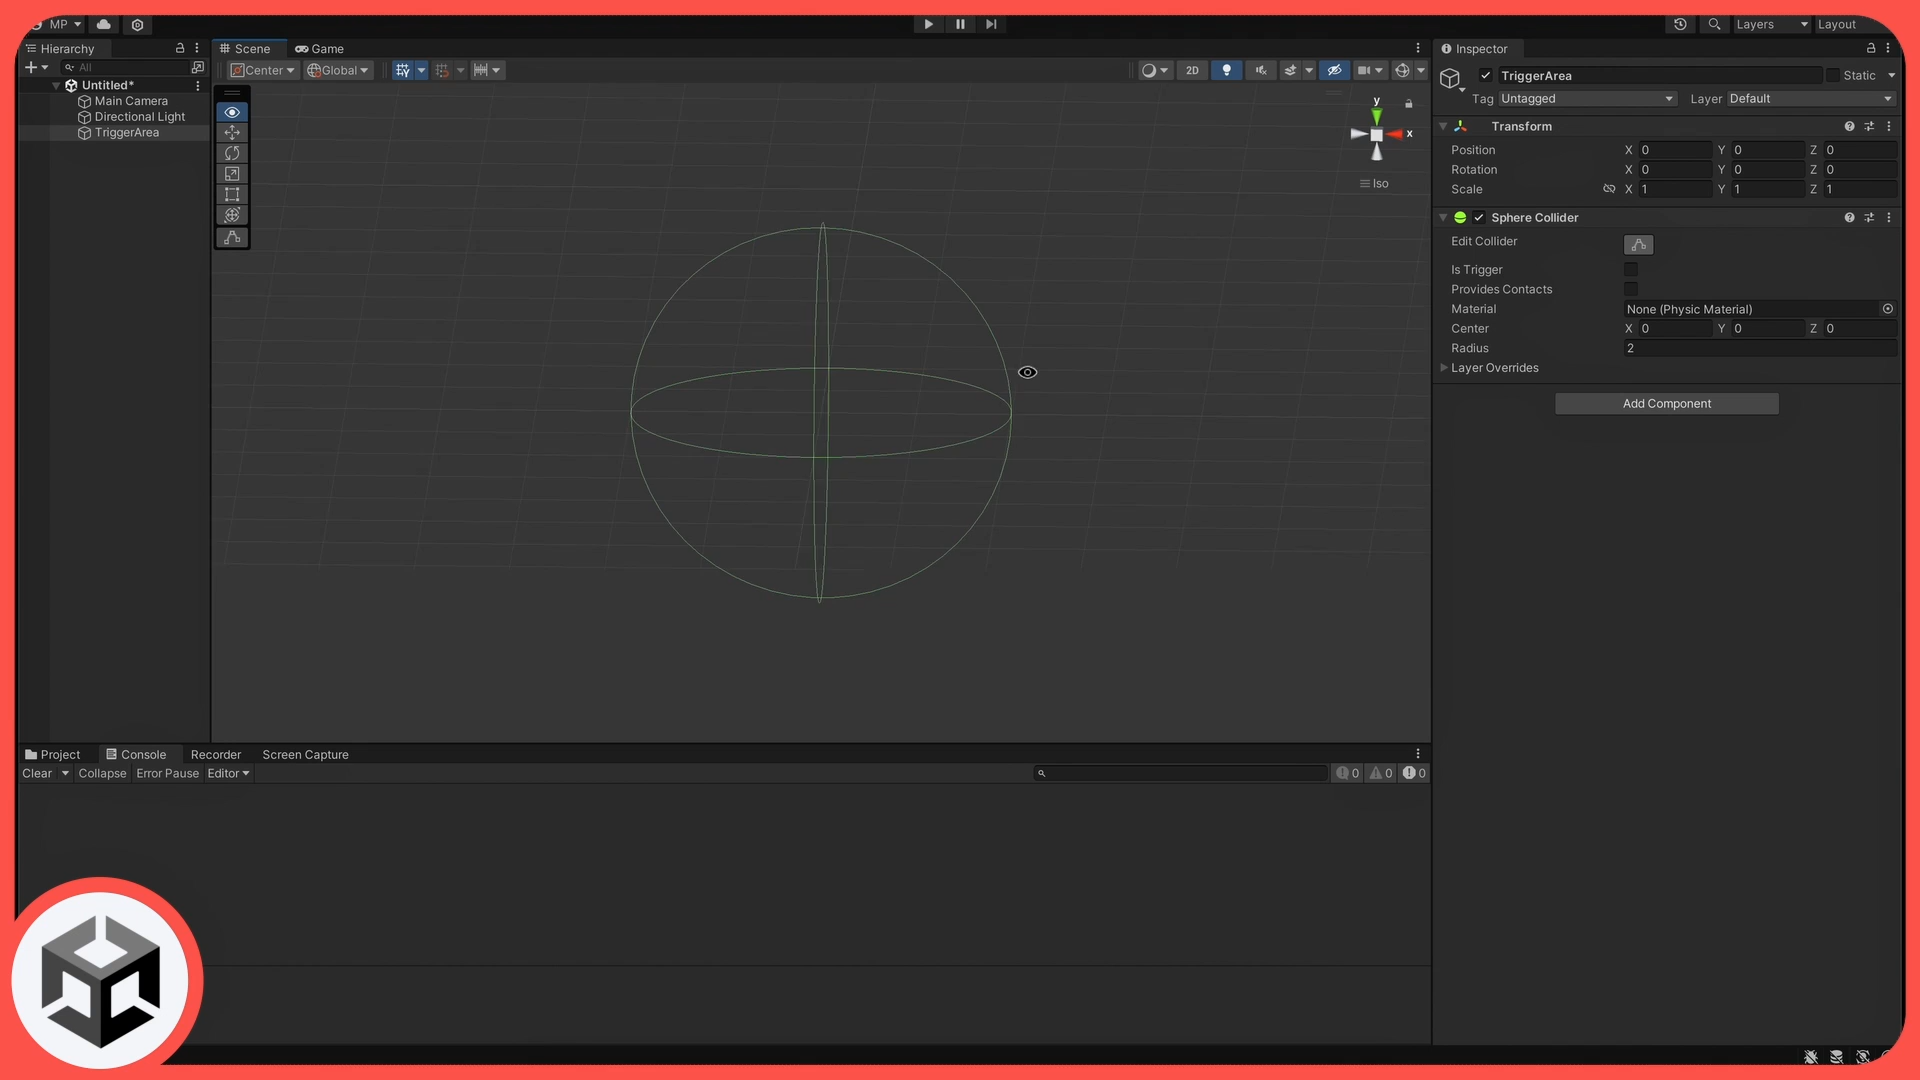 MP
Layers
Layout
Hierarchy
All
Untitled*
Main Camera
Directional Light
TriggerArea
Scene
Game
Center
Global
2D
y
x
Iso
Inspector
TriggerArea
Static
Tag Untagged
Layer Default
Transform
Position X 0 Y 0 Z 0
Rotation X 0 Y 0 Z 0
Scale X 1 Y 1 Z 1
Sphere Collider
Edit Collider
Is Trigger
Provides Contacts
Material None (Physic Material)
Center X 0 Y 0 Z 0
Radius 2
Layer Overrides
Add Component
Project
Console
Recorder
Screen Capture
Clear
Collapse
Error Pause
Editor
0
0
0